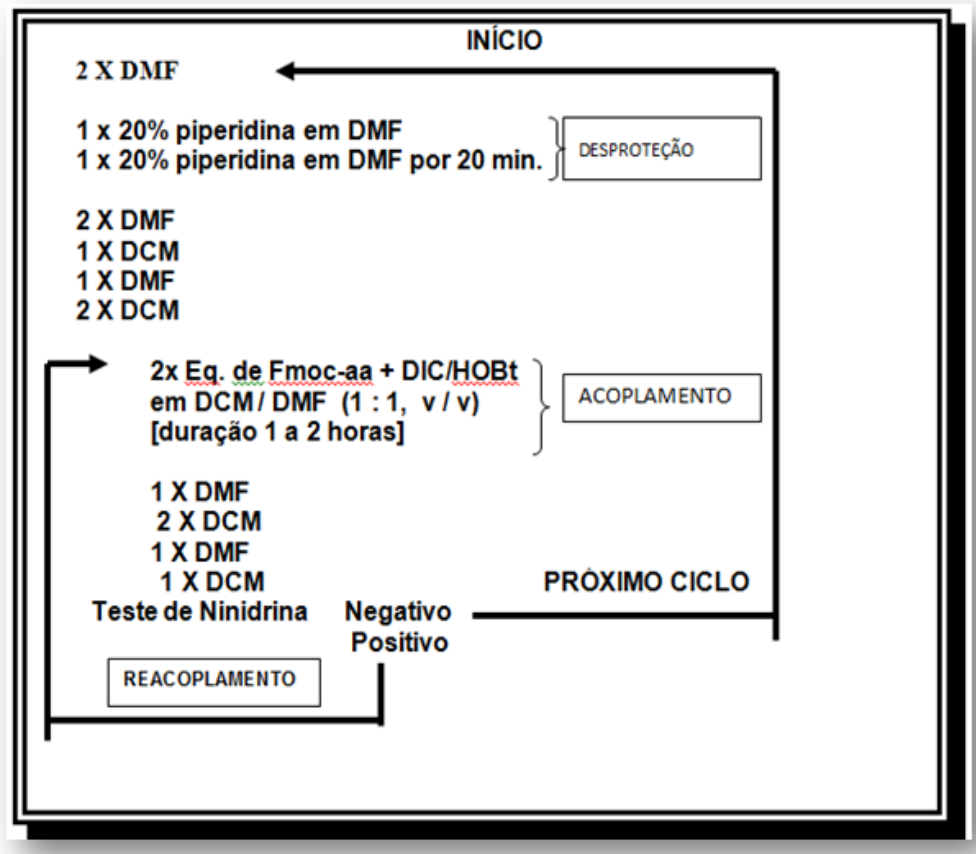 INÍCIO
2 X DMF
1 x 20% piperidina em DMF
1 x 20% piperidina em DMF por 20 min.
DESPROTEÇÃO
2 X DMF
1 X DCM
1 X DMF
2 X DCM
2x Eq. de Fmoc-aa + DIC/HOBt
em DCM / DMF (1 : 1, v / v)
[duração 1 a 2 horas]
ACOPLAMENTO
1 X DMF
2 X DCM
1 X DMF
1 X DCM
PRÓXIMO CICLO
Teste de Ninidrina Negativo
Positivo
REACOPLAMENTO